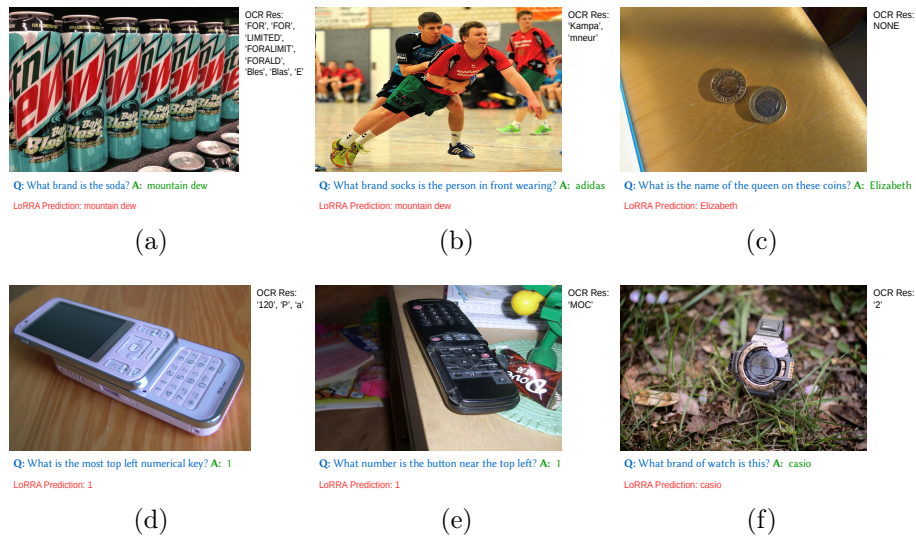 OCR Res:
'FOR', 'FOR',
'LIMITED',
'FORALIMIT',
'FORALD',
'Bles', 'Blas', 'E'
Q: What brand is the soda? A: mountain dew
LoRRA Prediction: mountain dew
(a)
OCR Res:
'Kampa',
'mneur'
Q: What brand socks is the person in front wearing? A: adidas
LoRRA Prediction: mountain dew
(b)
OCR Res:
NONE
Q: What is the name of the queen on these coins? A: Elizabeth
LoRRA Prediction: Elizabeth
(c)
OCR Res:
'120', 'P', 'a'
Q: What is the most top left numerical key? A: 1
LoRRA Prediction: 1
(d)
OCR Res:
'MOC'
Dove
Q: What number is the button near the top left? A: 1
LoRRA Prediction: 1
(e)
OCR Res:
'2'
Q: What brand of watch is this? A: casio
LoRRA Prediction: casio
(f)